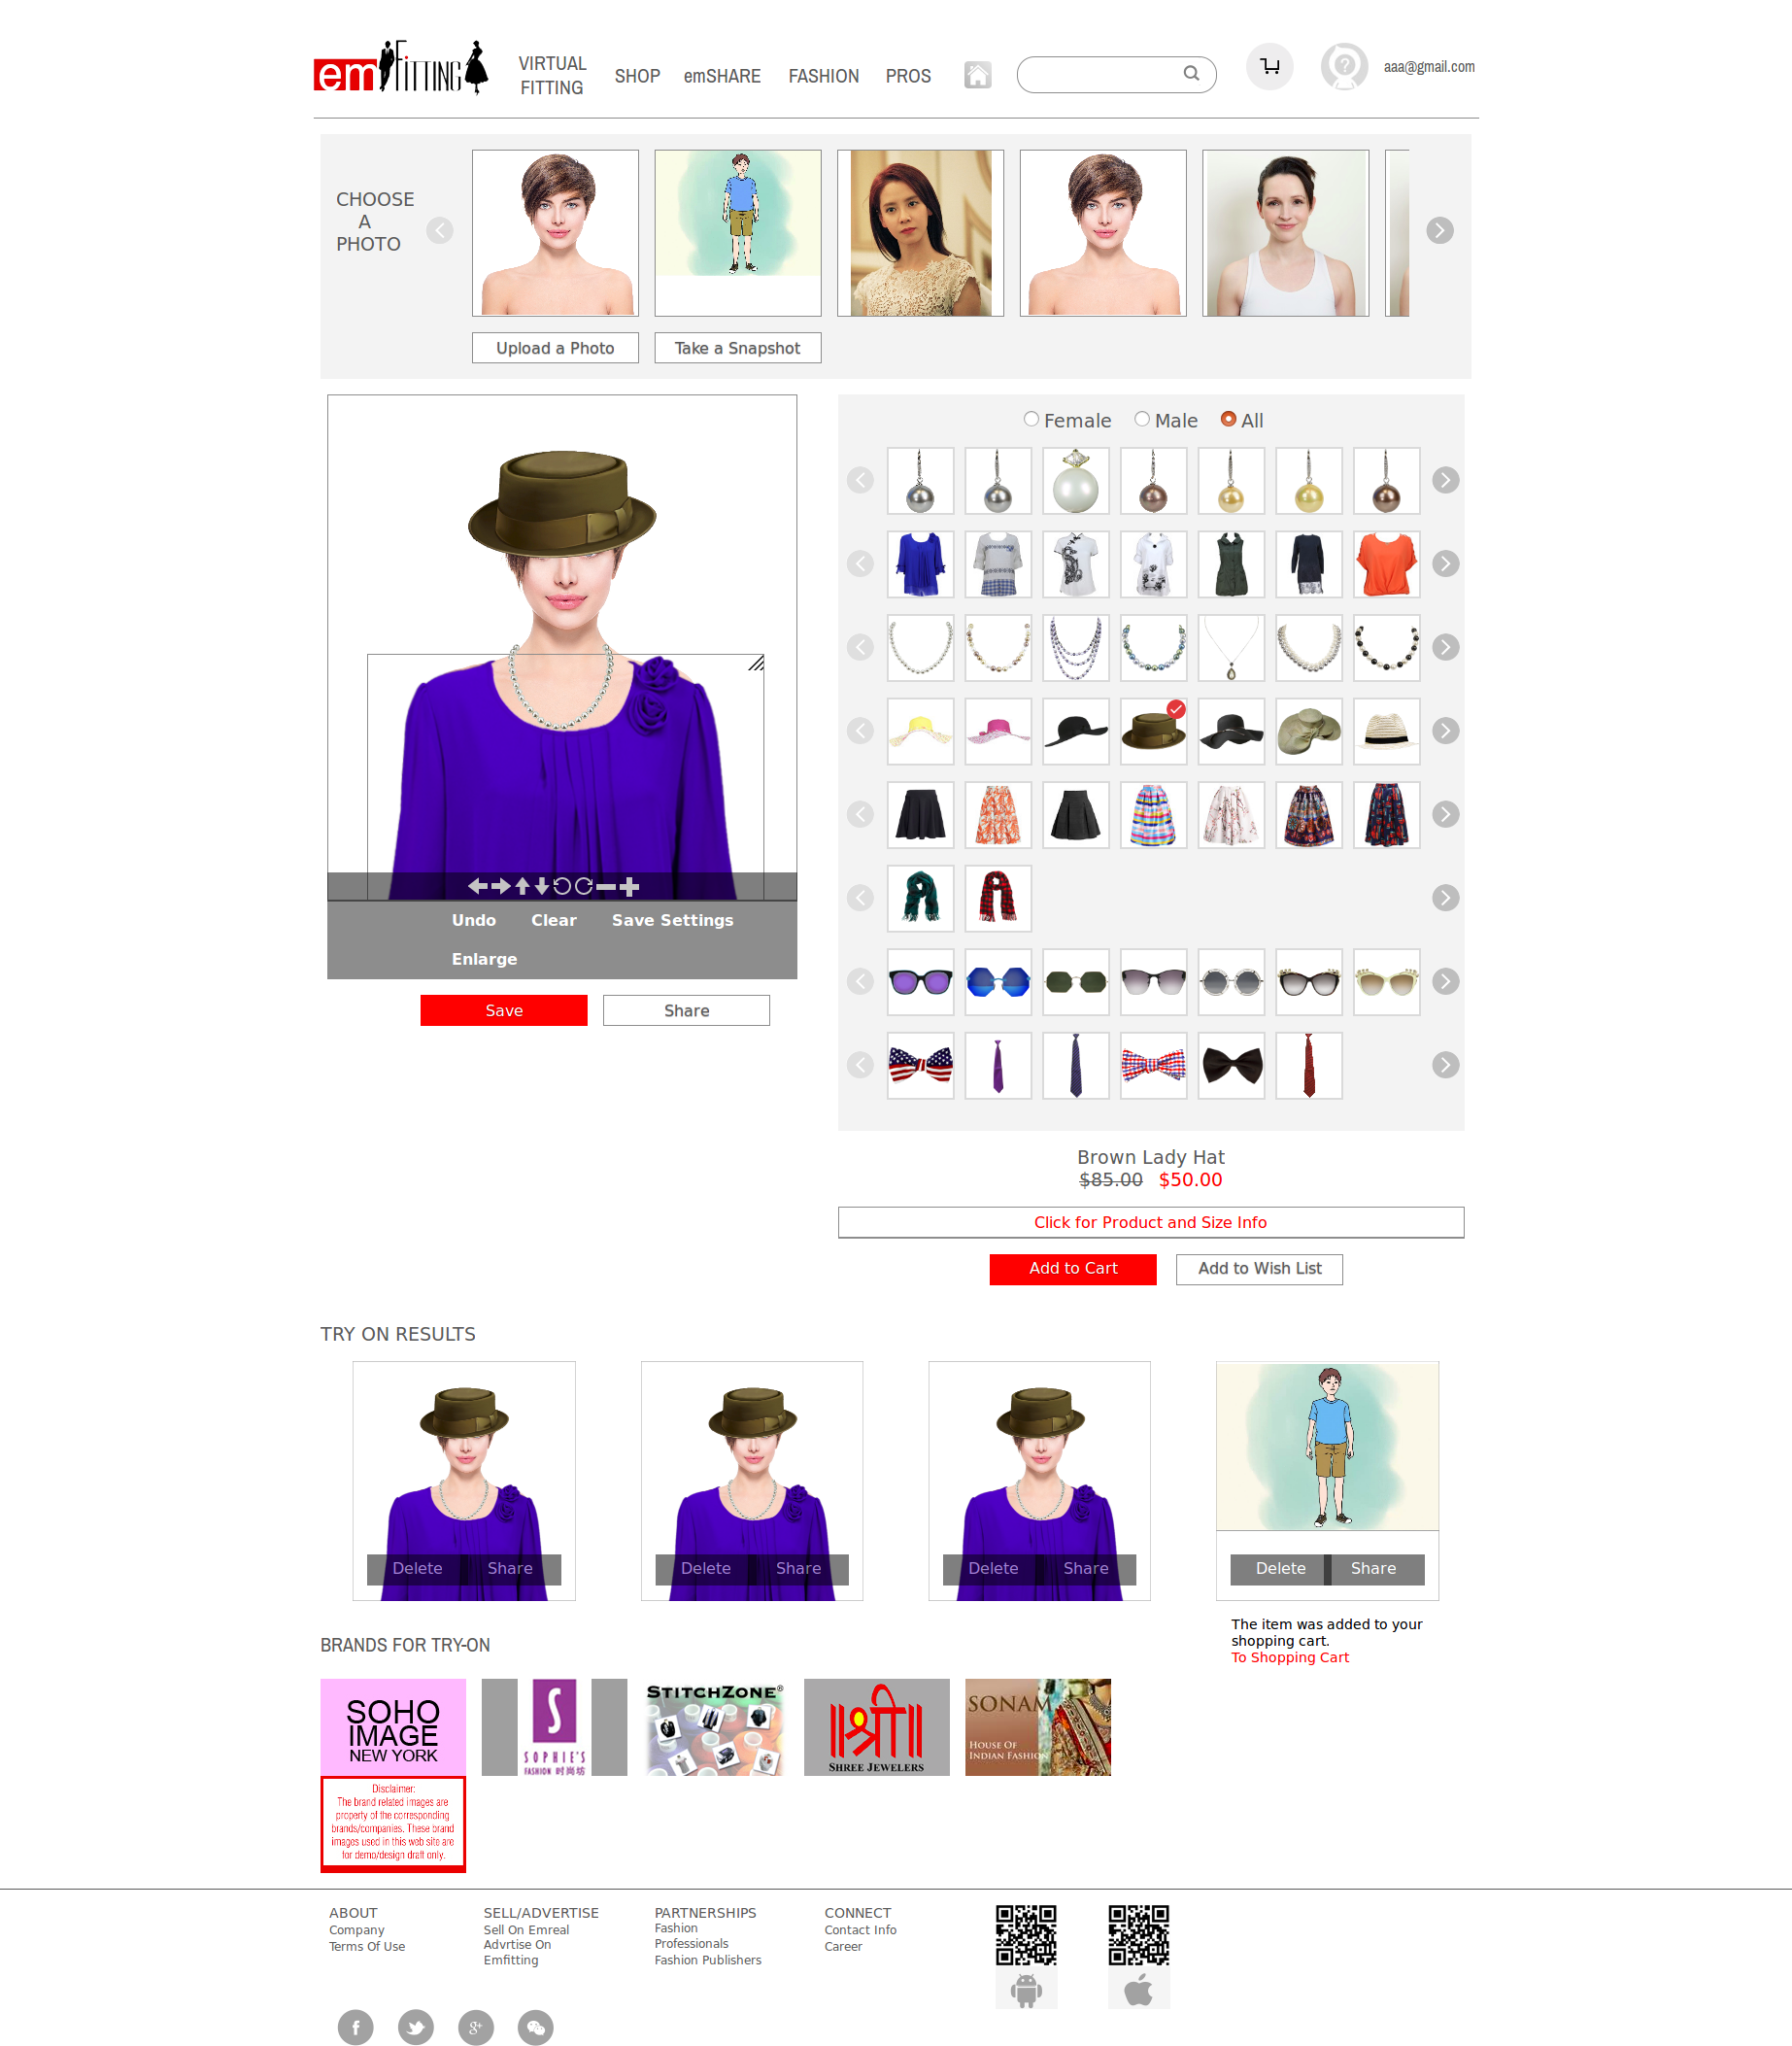 emFITTING
VIRTUAL
FITTING
SHOP
emSHARE
FASHION
PROS
aaa@gmail.com
CHOOSE
A
PHOTO
Upload a Photo
Take a Snapshot
Female
Male
All
Undo
Clear
Save Settings
Enlarge
Save
Share
Brown Lady Hat
$85.00 $50.00
Click for Product and Size Info
Add to Cart
Add to Wish List
TRY ON RESULTS
Delete
Share
Delete
Share
Delete
Share
Delete
Share
The item was added to your
shopping cart.
To Shopping Cart
BRANDS FOR TRY-ON
SOHO
IMAGE
NEW YORK
S
SOPHIE'S
FASHION 时尚坊
STITCHZONE®
॥श्री॥
SHREE JEWELERS
SONAM
HOUSE OF
INDIAN FASHION
Disclaimer:
The brand related images are
property of the corresponding
brands/companies. These brand
images used in this web site are
for demo/design draft only.
ABOUT
Company
Terms Of Use
SELL/ADVERTISE
Sell On Emreal
Advrtise On
Emfitting
PARTNERSHIPS
Fashion
Professionals
Fashion Publishers
CONNECT
Contact Info
Career